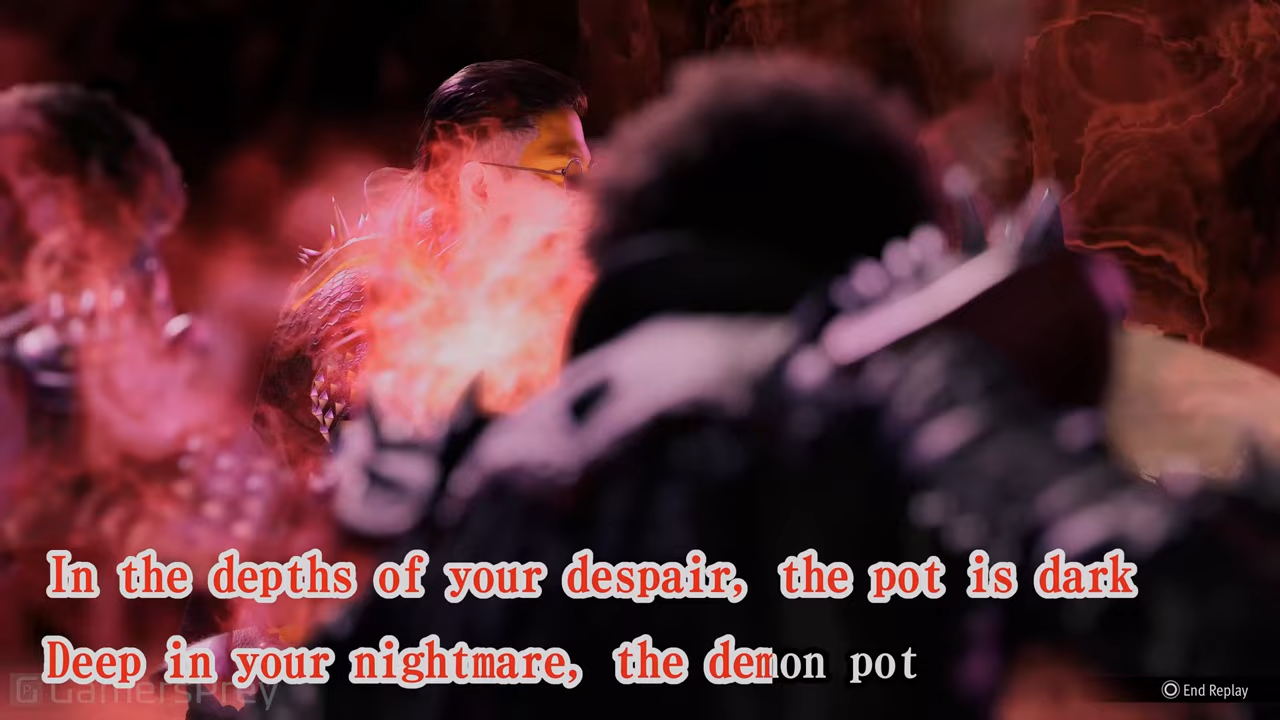 In the depths of your despair, the pot is dark
Deep in your nightmare, the demon pot
GamersPrey
End Replay